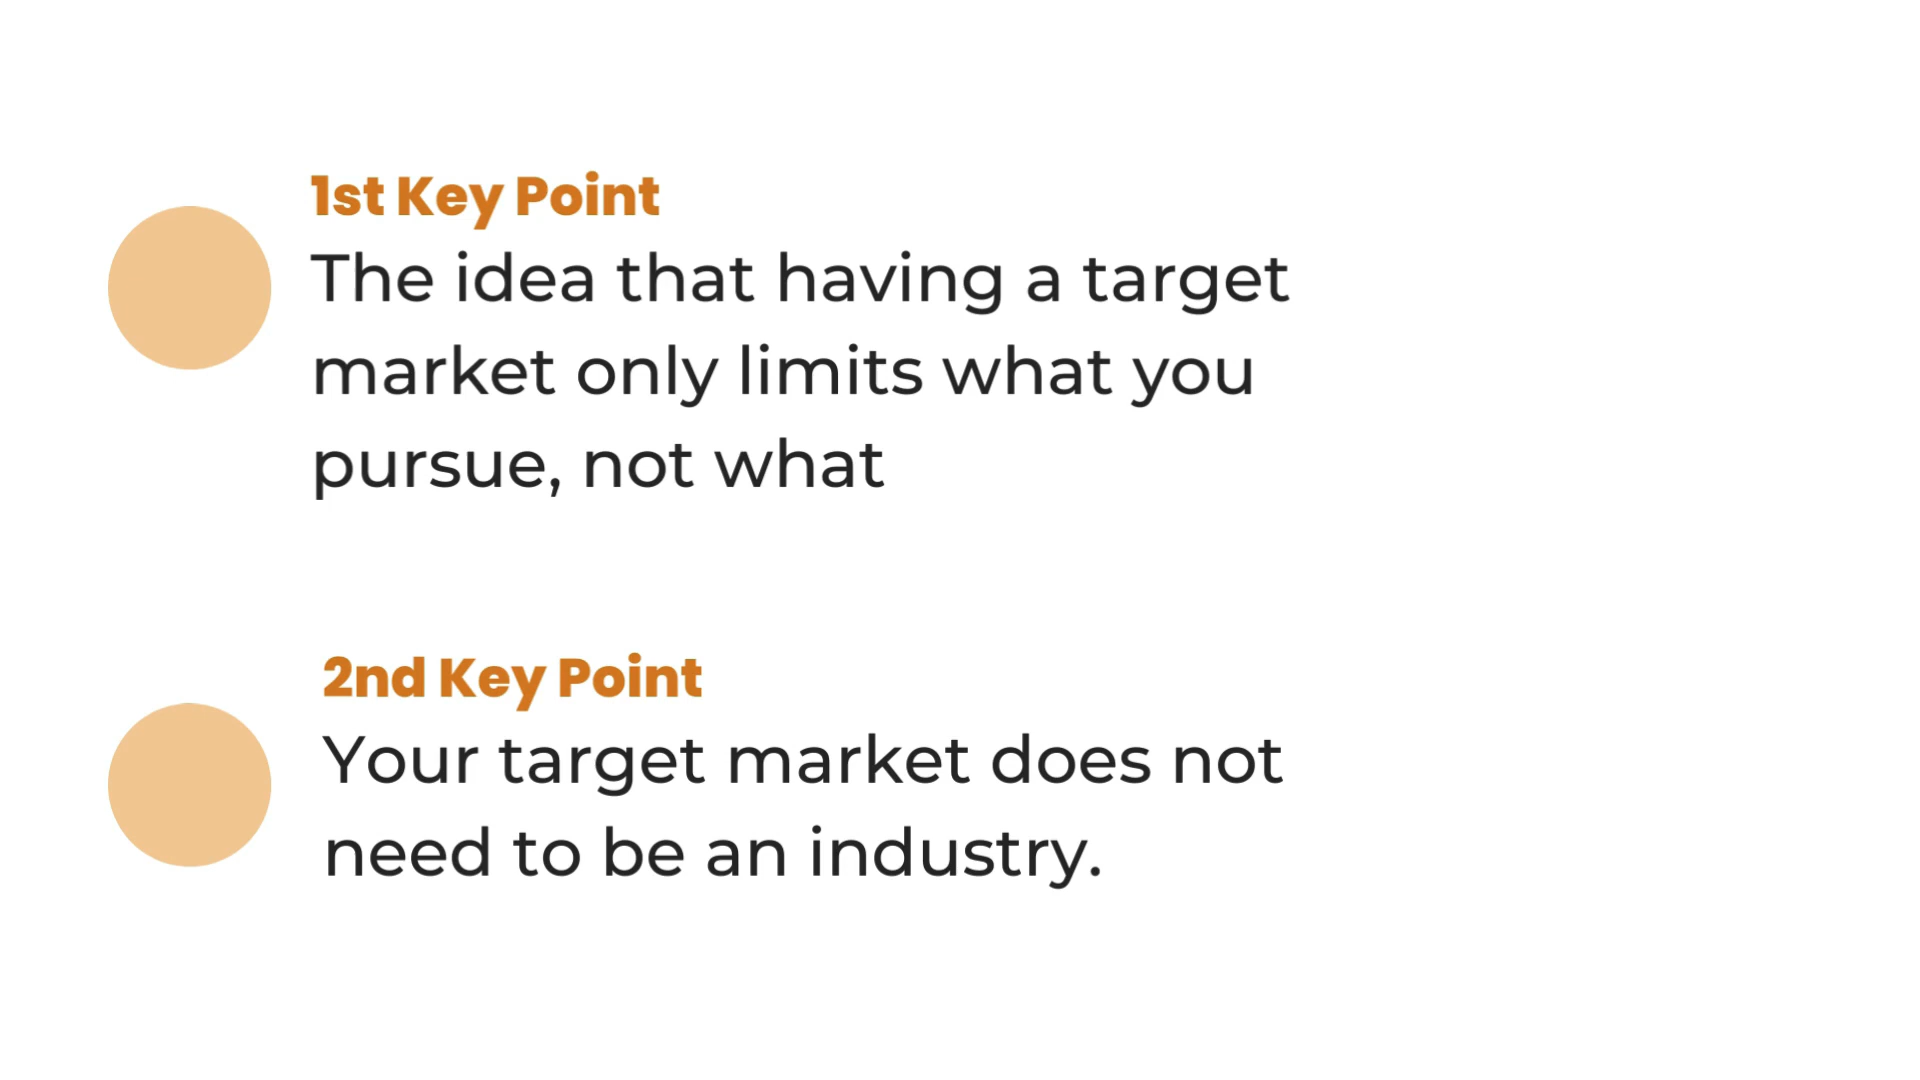 1st Key Point
The idea that having a target
market only limits what you
pursue, not what
2nd Key Point
Your target market does not
need to be an industry.